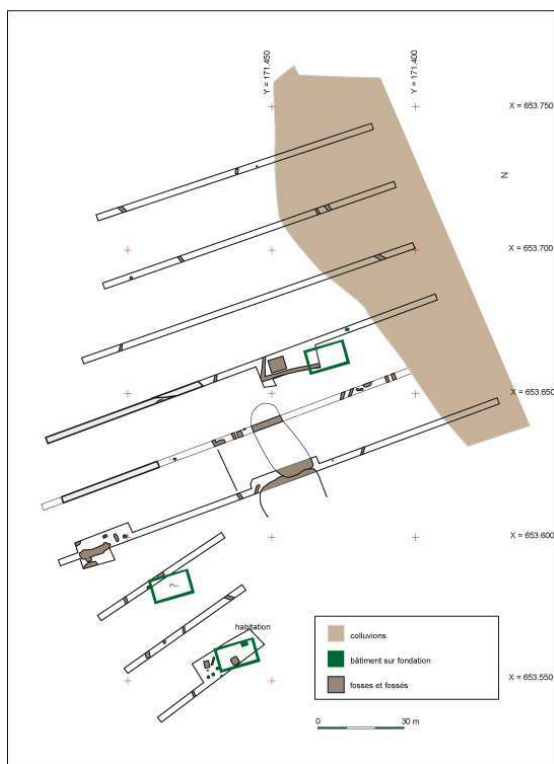 Y = 171.450
Y = 171.400
X = 653.750
N
X = 653.700
X = 653.650
X = 653.600
?
habitation
colluvions
bâtiment sur fondation
fosses et fossés
X = 653.550
0 30 m